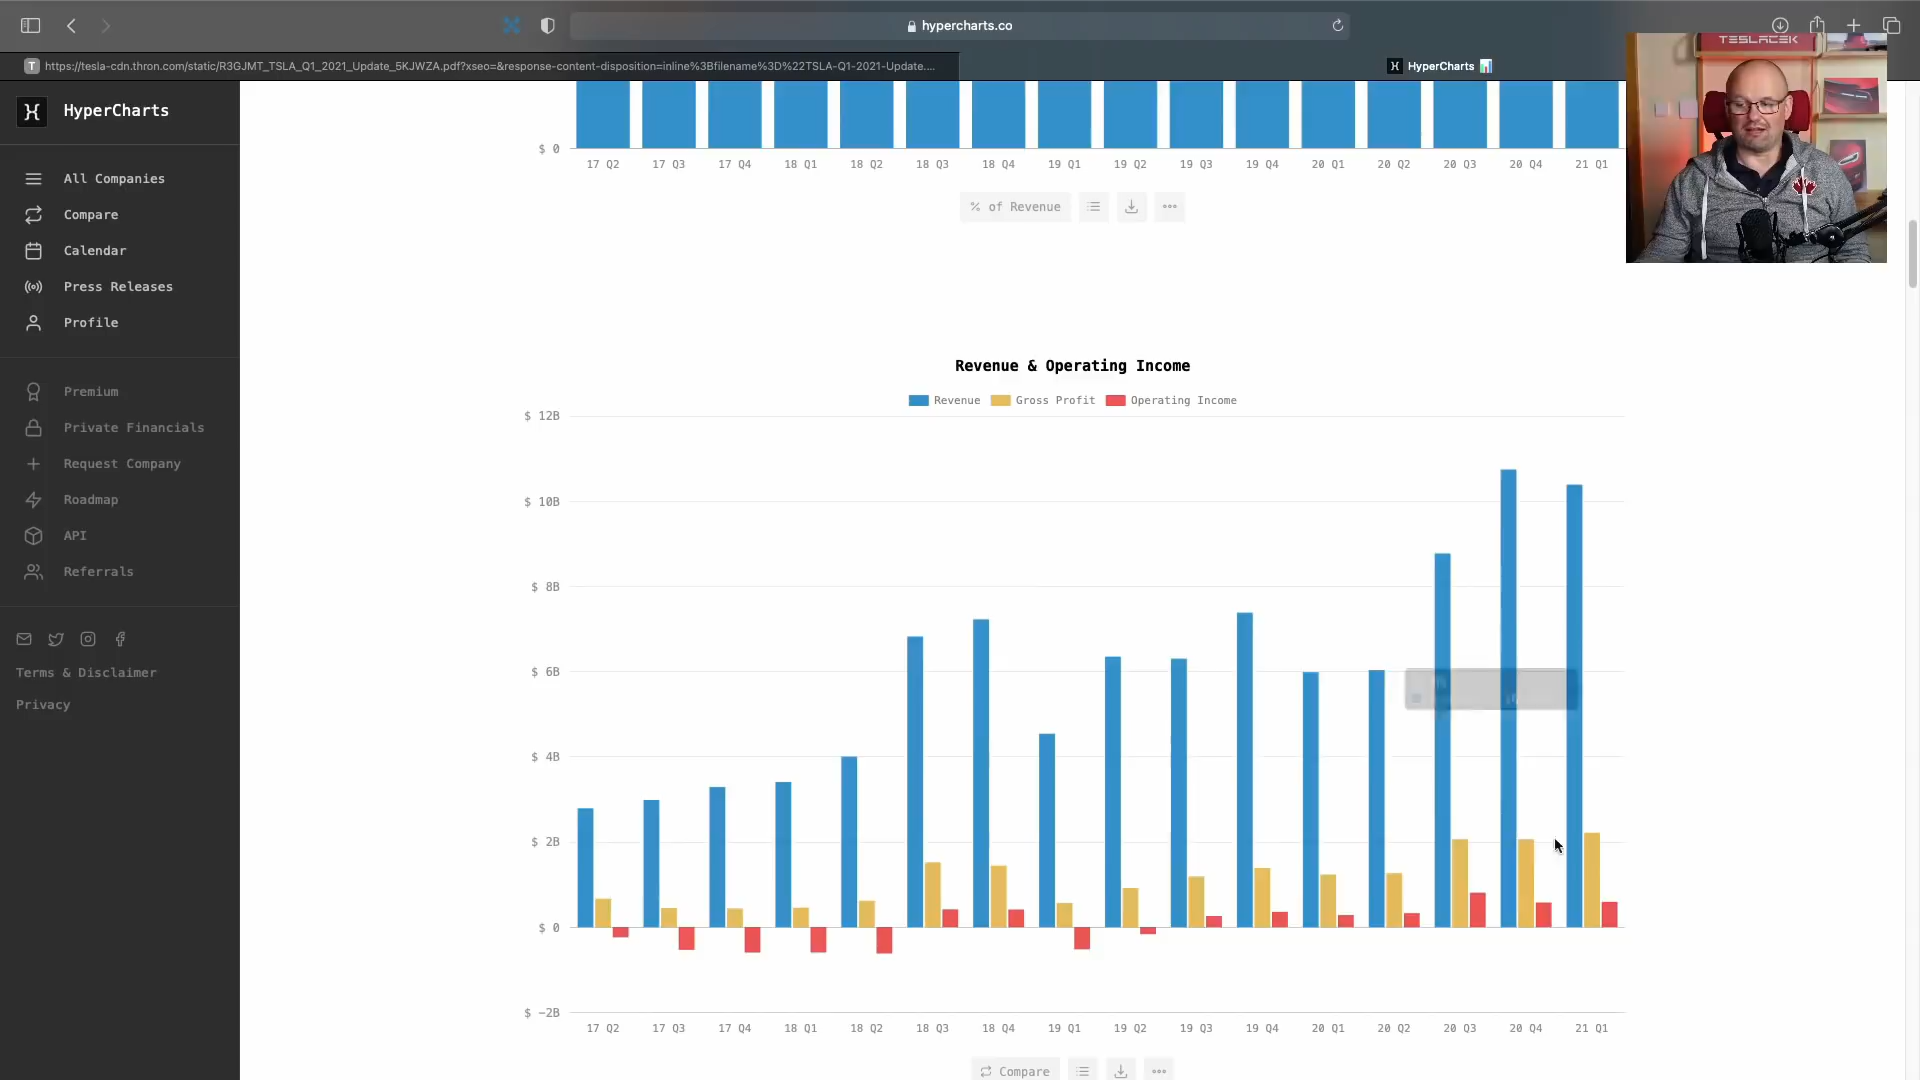 hypercharts.co
T https://tesla-cdn.thron.com/static/R3GJMT_TSLA_Q1_2021_Update_5KJWZA.pdf?xseo=&response-content-disposition=inline%3Bfilename%3D%22TSLA-Q1-2021-Update....
HyperCharts
TESLACEK
HyperCharts
All Companies
Compare
Calendar
Press Releases
Profile
Premium
Private Financials
Request Company
Roadmap
API
Referrals
Terms & Disclaimer
Privacy
$ 0
17 Q2 17 Q3 17 Q4 18 Q1 18 Q2 18 Q3 18 Q4 19 Q1 19 Q2 19 Q3 19 Q4 20 Q1 20 Q2 20 Q3 20 Q4 21 Q1
% of Revenue
Revenue & Operating Income
Revenue Gross Profit Operating Income
$ 12B
$ 10B
$ 8B
$ 6B
$ 4B
$ 2B
$ 0
$ -2B
17 Q2 17 Q3 17 Q4 18 Q1 18 Q2 18 Q3 18 Q4 19 Q1 19 Q2 19 Q3 19 Q4 20 Q1 20 Q2 20 Q3 20 Q4 21 Q1
Compare